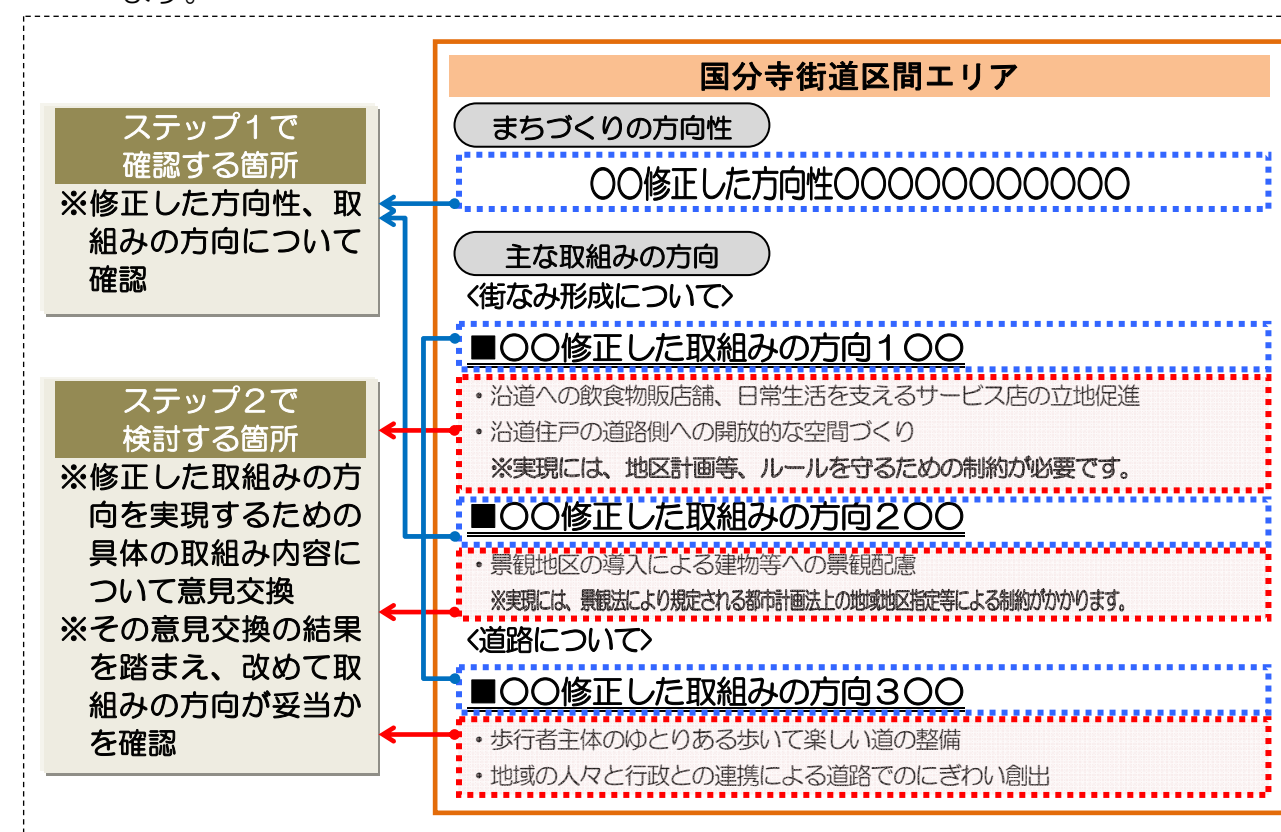 ます。
ステップ1で
確認する箇所
※修正した方向性、取
組みの方向について
確認
ステップ2で
検討する箇所
※修正した取組みの方
向を実現するための
具体の取組み内容に
ついて意見交換
※その意見交換の結果
を踏まえ、改めて取
組みの方向が妥当か
を確認
国分寺街道区間エリア
まちづくりの方向性
〇〇修正した方向性〇〇〇〇〇〇〇〇〇〇〇
主な取組みの方向
<街なみ形成について>
■〇〇修正した取組みの方向1〇〇
・沿道への飲食物販店舗、日常生活を支えるサービス店の立地促進
・沿道住戸の道路側への開放的な空間づくり
※実現には、地区計画等、ルールを守るための制約が必要です。
■〇〇修正した取組みの方向2〇〇
・景観地区の導入による建物等への景観配慮
※実現には、景観法により規定される都市計画法上の地域地区指定等による制約がかかります。
<道路について>
■〇〇修正した取組みの方向3〇〇
・歩行者主体のゆとりある歩いて楽しい道の整備
・地域の人々と行政との連携による道路でのにぎわい創出